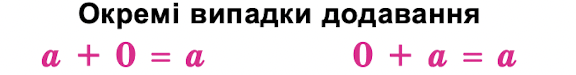 Окремі випадки додавання
a + 0 = a 0 + a = a